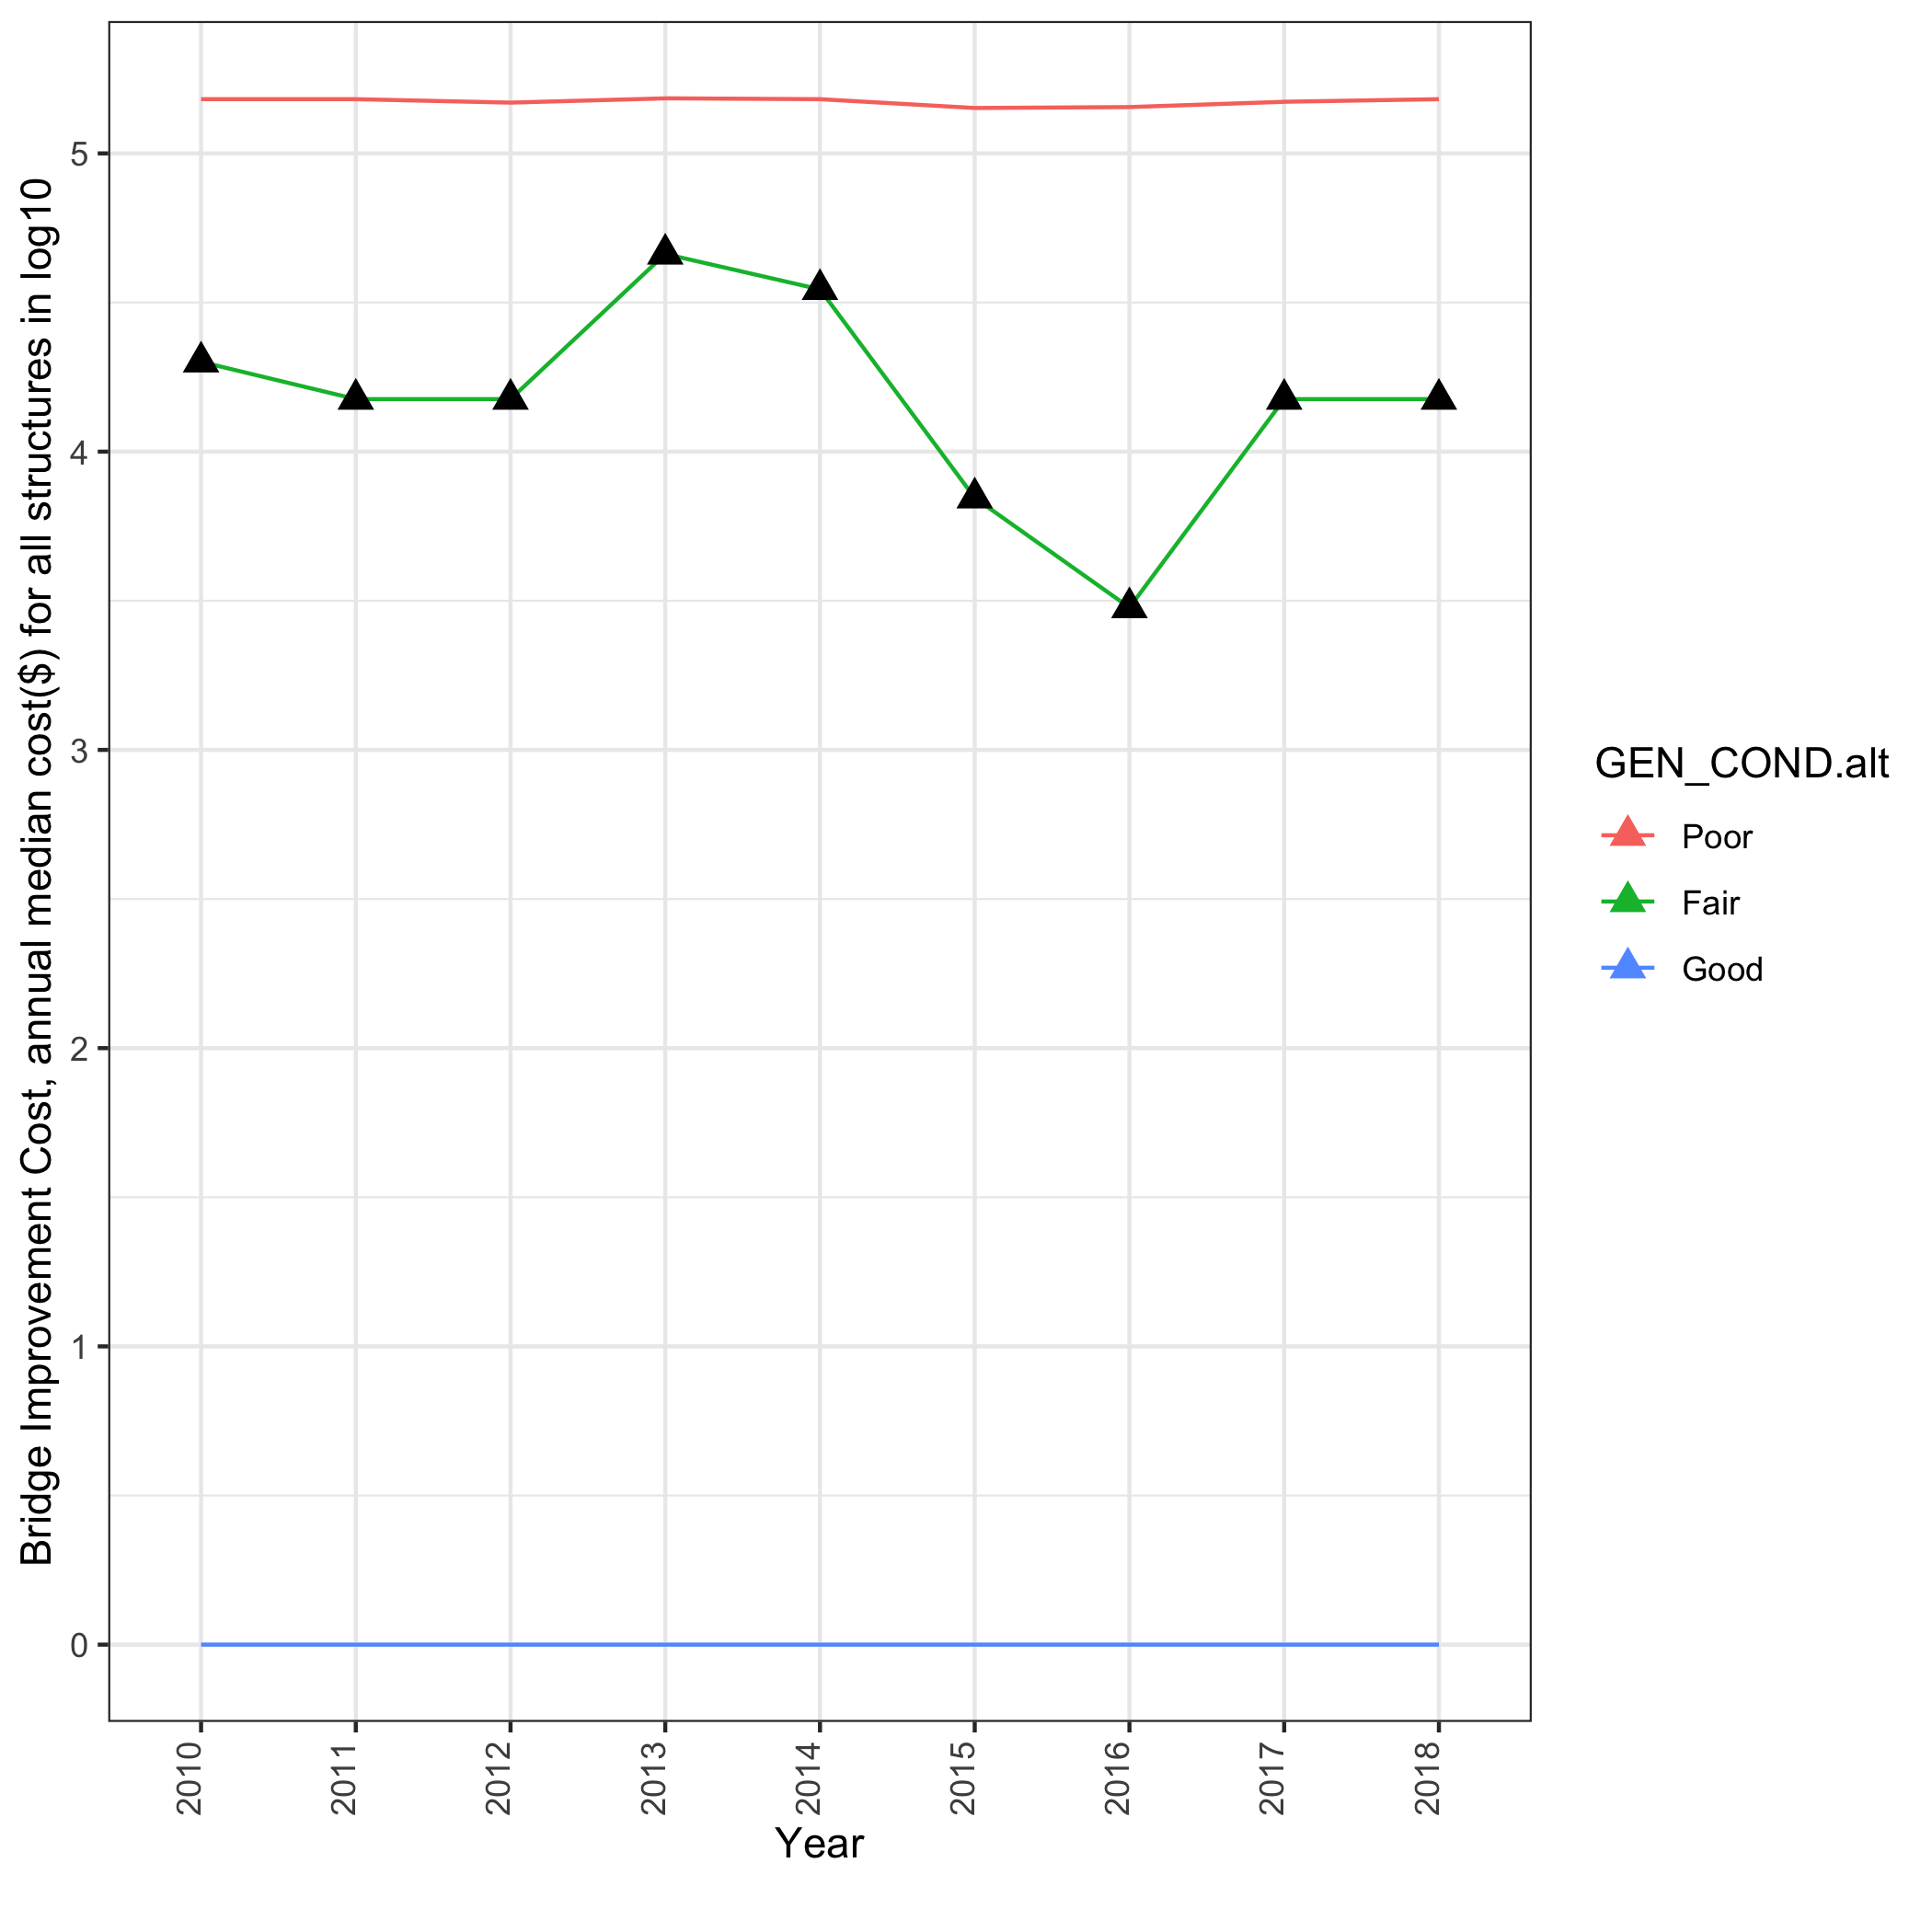 Bridge Improvement Cost, annual median cost($) for all structures in log10
5
4
3
2
1
0
2010
2011
2012
2013
2014
2015
2016
2017
2018
Year
GEN_COND.alt
Poor
Fair
Good